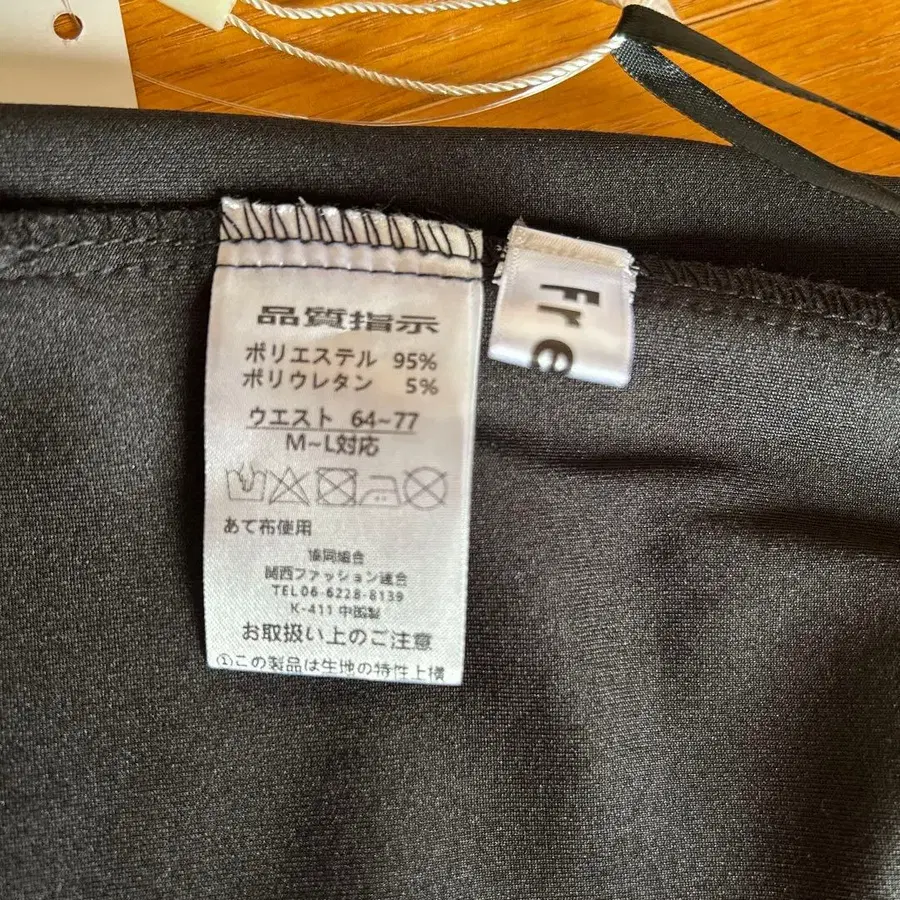 品質指示
ポリエステル 95%
ポリウレタン 5%
ウエスト 64~77
M~L対応
あて布使用
協同組合
関西ファッション連合
TEL06-6228-8139
K-411 中国製
お取扱い上のご注意
①この製品は生地の特性上横
Fre